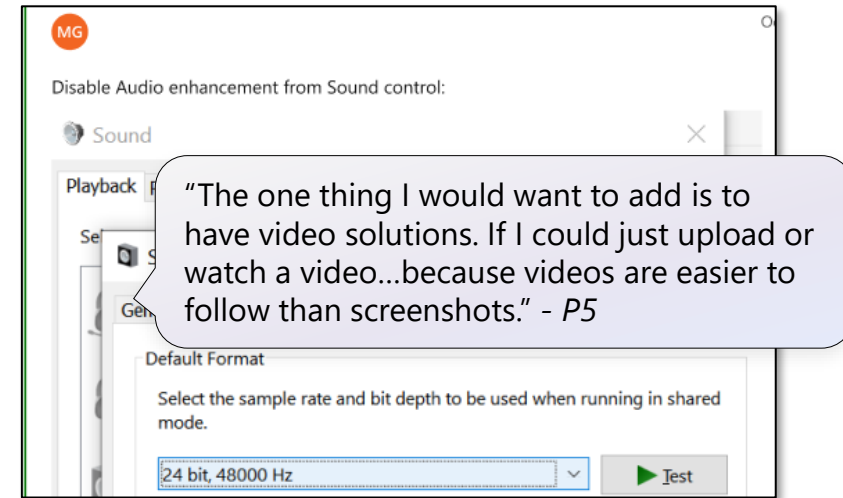 MG
Disable Audio enhancement from Sound control:
Sound
Playback
“The one thing I would want to add is to
have video solutions. If I could just upload or
watch a video…because videos are easier to
follow than screenshots.” - P5
Default Format
Select the sample rate and bit depth to be used when running in shared
mode.
24 bit, 48000 Hz
Test